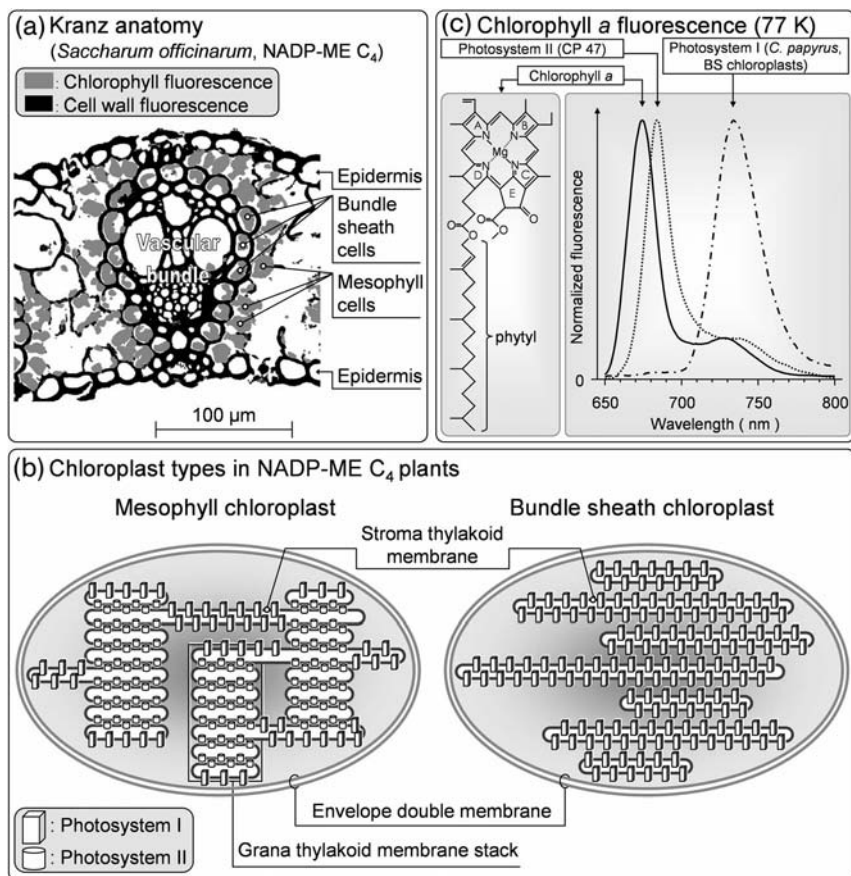 (a) Kranz anatomy
(Saccharum officinarum, NADP-ME C₄)
: Chlorophyll fluorescence
: Cell wall fluorescence
Epidermis
Bundle
sheath
cells
Mesophyll
cells
Epidermis
Vascular
bundle
100 µm
(c) Chlorophyll a fluorescence (77 K)
Photosystem II (CP 47)
Photosystem I (C. papyrus,
BS chloroplasts)
Chlorophyll a
A
B
N
N
Mg
N
N
D
C
E
O
O
O
O
O
phytyl
Normalized fluorescence
0
650
700
750
800
Wavelength ( nm )
(b) Chloroplast types in NADP-ME C₄ plants
Mesophyll chloroplast
Bundle sheath chloroplast
Stroma thylakoid
membrane
Envelope double membrane
Grana thylakoid membrane stack
: Photosystem I
: Photosystem II